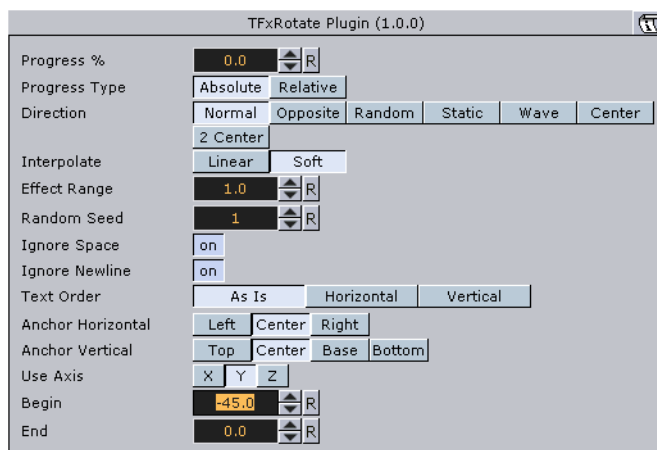 TFxRotate Plugin (1.0.0)
Progress % 0.0 R
Progress Type Absolute Relative
Direction Normal Opposite Random Static Wave Center
2 Center
Interpolate Linear Soft
Effect Range 1.0 R
Random Seed 1 R
Ignore Space on
Ignore Newline on
Text Order As Is Horizontal Vertical
Anchor Horizontal Left Center Right
Anchor Vertical Top Center Base Bottom
Use Axis X Y Z
Begin -45.0 R
End 0.0 R